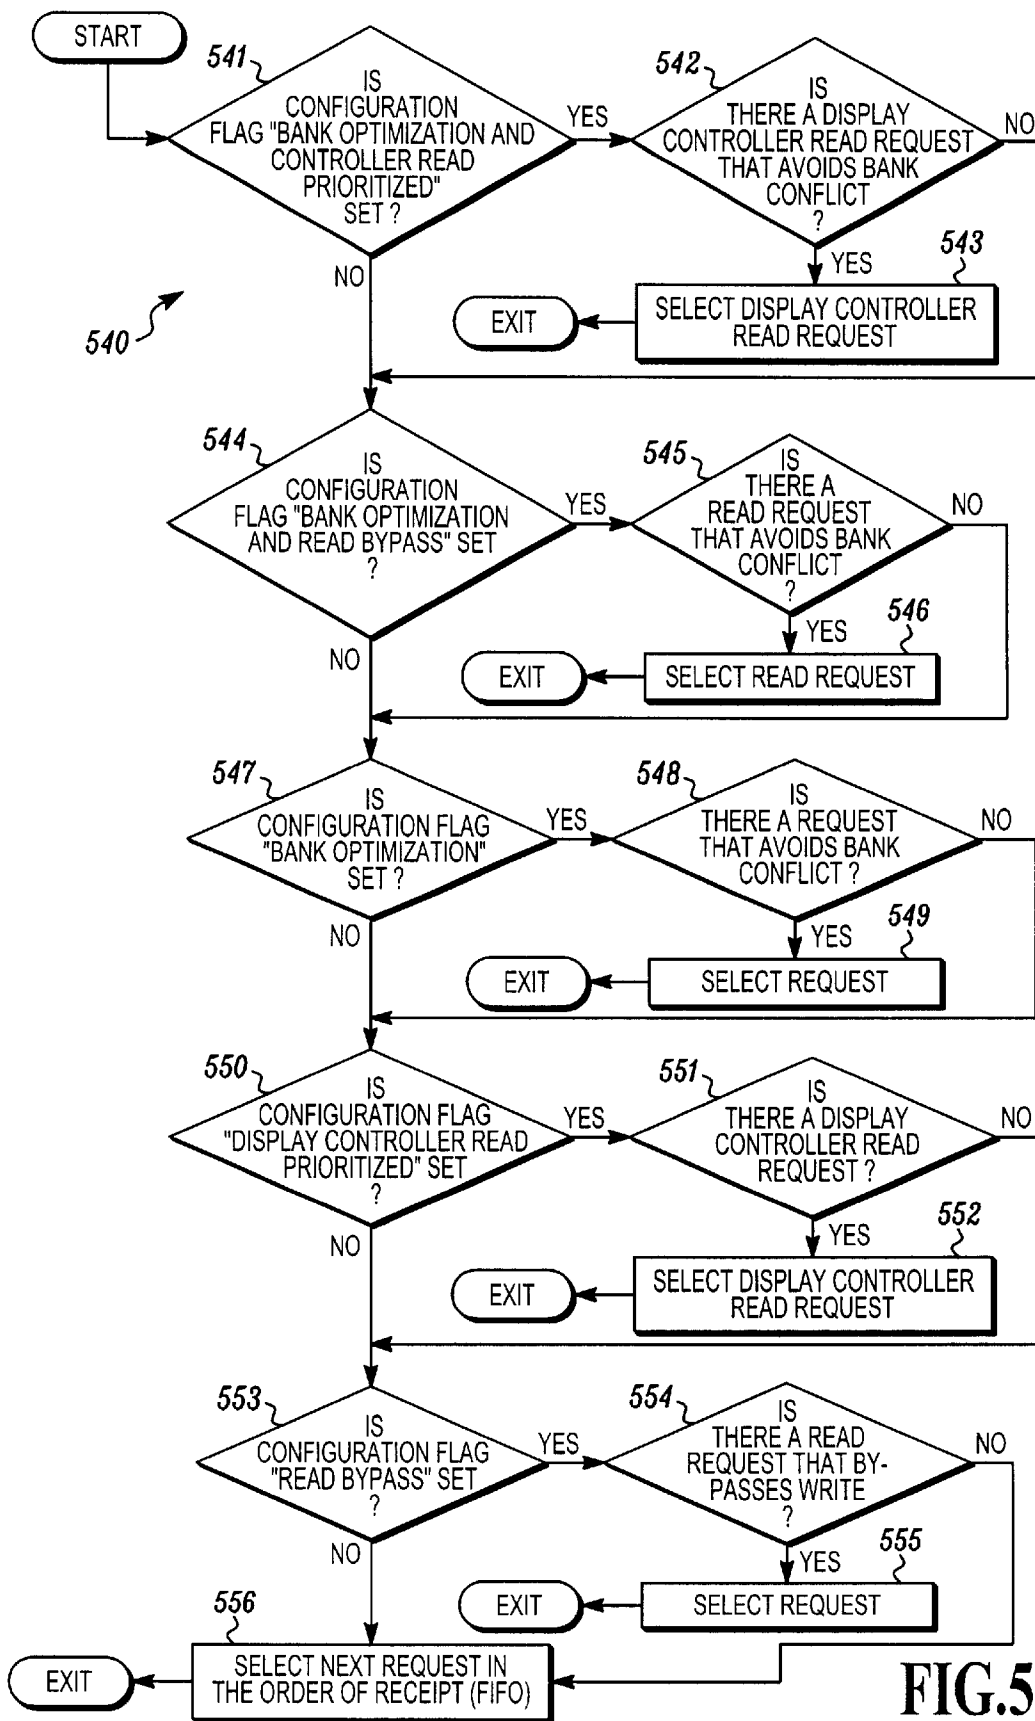 START
541
IS
CONFIGURATION
FLAG "BANK OPTIMIZATION AND
CONTROLLER READ
PRIORITIZED"
SET ?
YES
NO
542
IS
THERE A DISPLAY
CONTROLLER READ REQUEST
THAT AVOIDS BANK
CONFLICT
?
NO
YES
543
SELECT DISPLAY CONTROLLER
READ REQUEST
EXIT
540
544
IS
CONFIGURATION
FLAG "BANK OPTIMIZATION
AND READ BYPASS" SET
?
YES
NO
545
IS
THERE A
READ REQUEST
THAT AVOIDS BANK
CONFLICT
?
NO
YES
546
SELECT READ REQUEST
EXIT
547
IS
CONFIGURATION FLAG
"BANK OPTIMIZATION"
SET ?
YES
NO
548
IS
THERE A REQUEST
THAT AVOIDS BANK
CONFLICT ?
NO
YES
549
SELECT REQUEST
EXIT
550
IS
CONFIGURATION FLAG
"DISPLAY CONTROLLER READ
PRIORITIZED" SET
?
YES
NO
551
IS
THERE A DISPLAY
CONTROLLER READ
REQUEST ?
NO
YES
552
SELECT DISPLAY CONTROLLER
READ REQUEST
EXIT
553
IS
CONFIGURATION FLAG
"READ BYPASS" SET
?
YES
NO
554
IS
THERE A READ
REQUEST THAT BY-
PASSES WRITE
?
NO
YES
555
SELECT REQUEST
EXIT
556
SELECT NEXT REQUEST IN
THE ORDER OF RECEIPT (FIFO)
EXIT
FIG.5